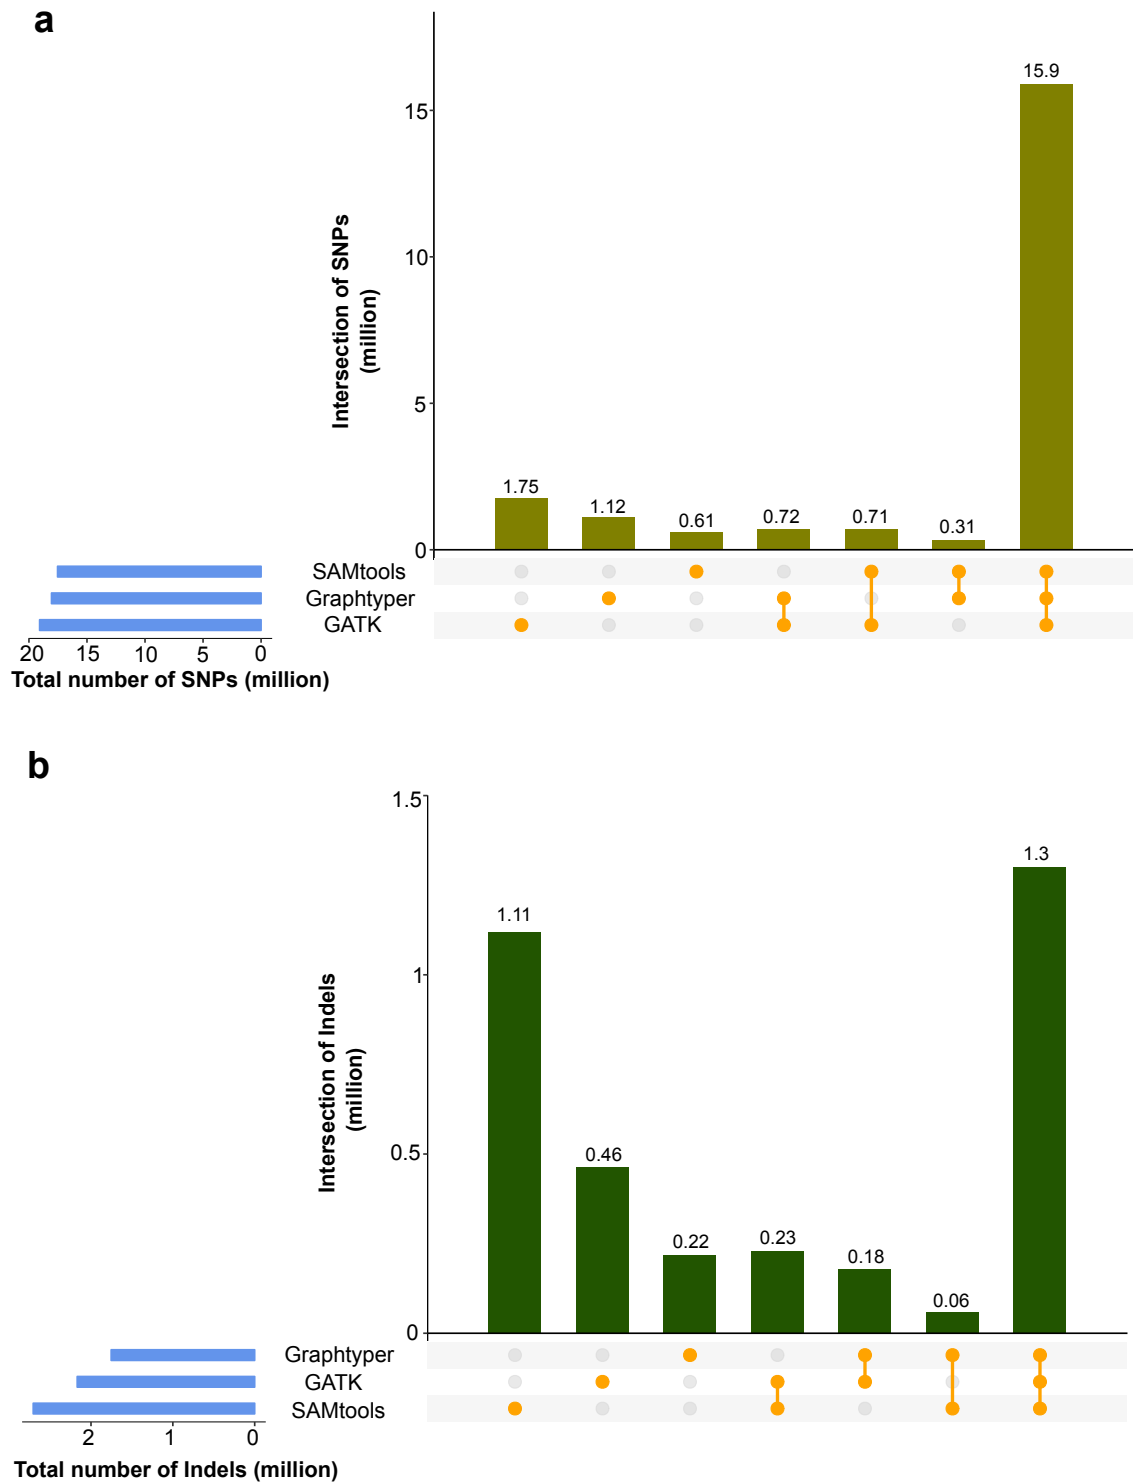 a
Intersection of SNPs
(million)
15
10
5
0
1.75
1.12
0.61
0.72
0.71
0.31
15.9
SAMtools
Graphtyper
GATK
20 15 10 5 0
Total number of SNPs (million)
b
Intersection of Indels
(million)
1.5
1
0.5
0
1.11
0.46
0.22
0.23
0.18
0.06
1.3
Graphtyper
GATK
SAMtools
2 1 0
Total number of Indels (million)